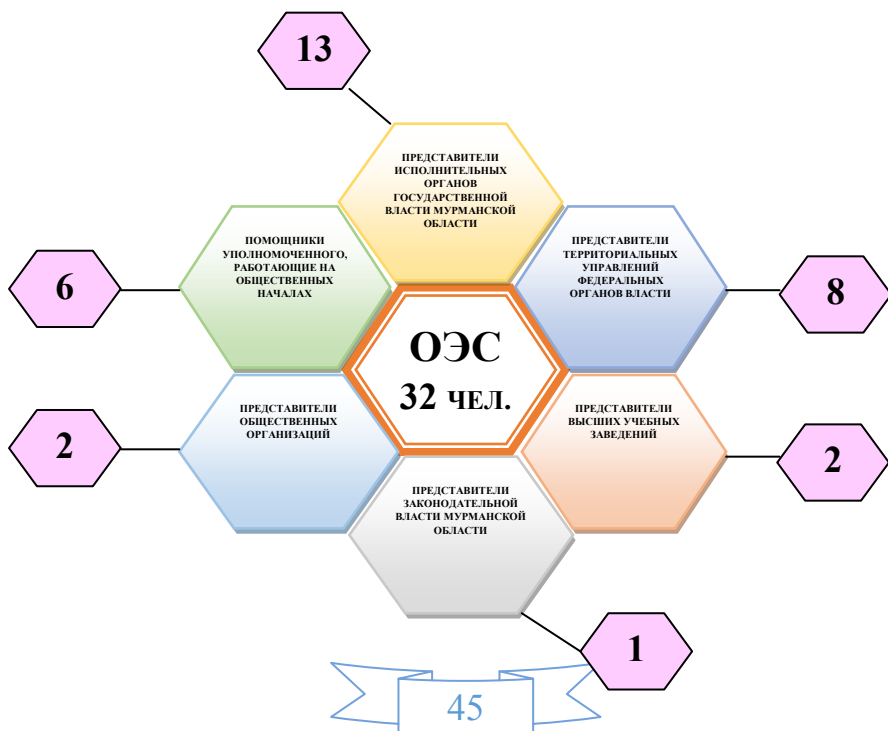 13
ПРЕДСТАВИТЕЛИ
ИСПОЛНИТЕЛЬНЫХ
ОРГАНОВ
ГОСУДАРСТВЕННОЙ
ВЛАСТИ МУРМАНСКОЙ
ОБЛАСТИ
ПОМОЩНИКИ
УПОЛНОМОЧЕННОГО,
РАБОТАЮЩИЕ НА
ОБЩЕСТВЕННЫХ
НАЧАЛАХ
6
ПРЕДСТАВИТЕЛИ
ТЕРРИТОРИАЛЬНЫХ
УПРАВЛЕНИЙ
ФЕДЕРАЛЬНЫХ
ОРГАНОВ ВЛАСТИ
8
ОЭС
32 ЧЕЛ.
ПРЕДСТАВИТЕЛИ
ОБЩЕСТВЕННЫХ
ОРГАНИЗАЦИЙ
2
ПРЕДСТАВИТЕЛИ
ВЫСШИХ УЧЕБНЫХ
ЗАВЕДЕНИЙ
2
ПРЕДСТАВИТЕЛИ
ЗАКОНОДАТЕЛЬНОЙ
ВЛАСТИ МУРМАНСКОЙ
ОБЛАСТИ
1
45